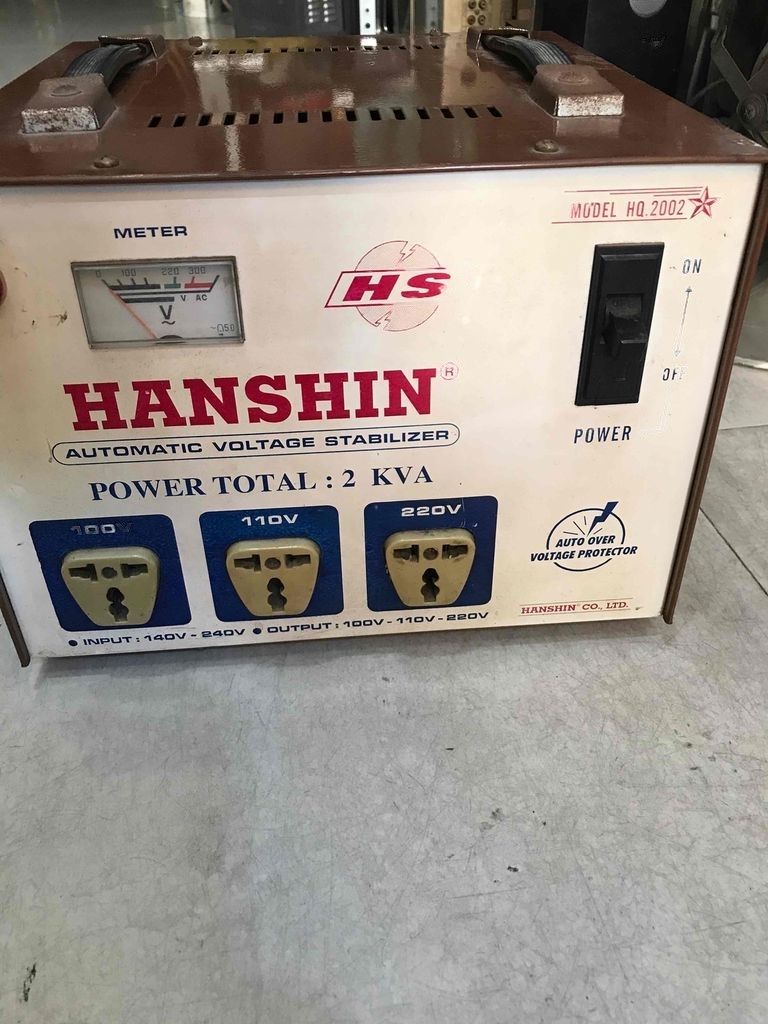 MODEL HQ.2002
METER
0 100 220 300
V AC
V
~
HS
ON
OFF
HANSHIN ®
AUTOMATIC VOLTAGE STABILIZER
POWER
POWER TOTAL : 2 KVA
100V
110V
220V
AUTO OVER
VOLTAGE PROTECTOR
HANSHIN CO., LTD.
• INPUT : 140V - 240V • OUTPUT : 100V - 110V - 220V